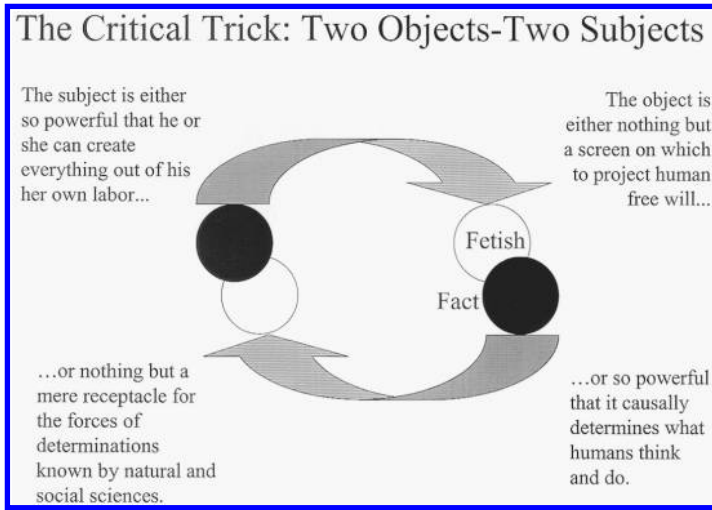 The Critical Trick: Two Objects-Two Subjects
The subject is either
so powerful that he or
she can create
everything out of his
her own labor...
The object is
either nothing but
a screen on which
to project human
free will...
Fetish
Fact
…or nothing but a
mere receptacle for
the forces of
determinations
known by natural and
social sciences.
…or so powerful
that it causally
determines what
humans think
and do.